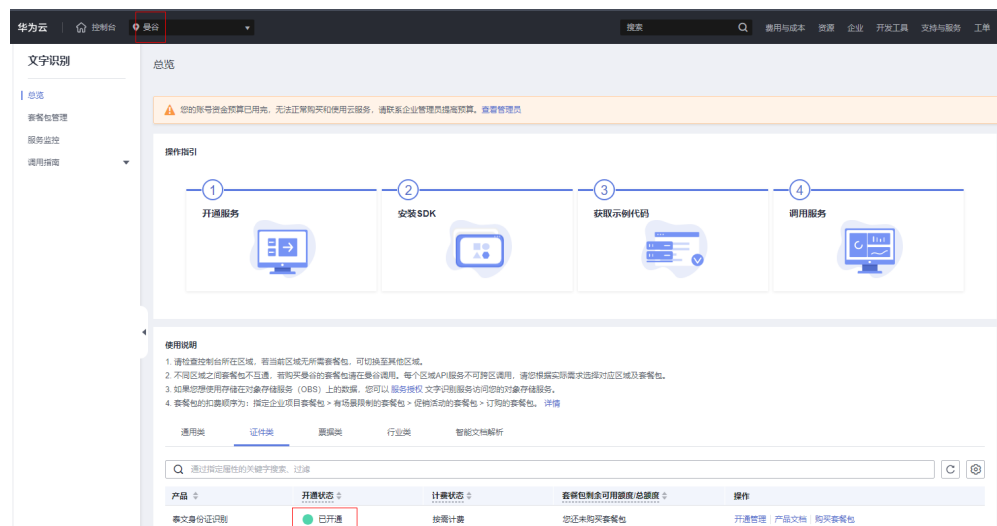 华为云 控制台 曼谷 搜索 费用与成本 资源 企业 开发工具 支持与服务 工单
文字识别
总览
套餐包管理
服务监控
调用指南
总览
您的账号资金预算已用完，无法正常购买和使用云服务，请联系企业管理员提高预算。查看管理员
操作指引
1 2 3 4
开通服务 安装SDK 获取示例代码 调用服务
使用说明
1. 请检查控制台所在区域，若当前区域无所需套餐包，可切换至其他区域。
2. 不同区域之间套餐包不互通，若购买曼谷的套餐包请在曼谷调用。每个区域API服务不可跨区调用，请您根据实际需求选择对应区域及套餐包。
3. 如果您想使用存储在对象存储服务（OBS）上的数据，您可以 服务授权 文字识别服务访问您的对象存储服务。
4. 套餐包的扣费顺序为：指定企业项目套餐包 > 有场景限制的套餐包 > 促销活动的套餐包 > 订购的套餐包。 详情
通用类 证件类 票据类 行业类 智能文档解析
通过指定属性的关键字搜索、过滤
产品 开通状态 计费状态 套餐包剩余可用额度/总额度 操作
泰文身份证识别 已开通 按需计费 您还未购买套餐包 开通管理 | 产品文档 | 购买套餐包